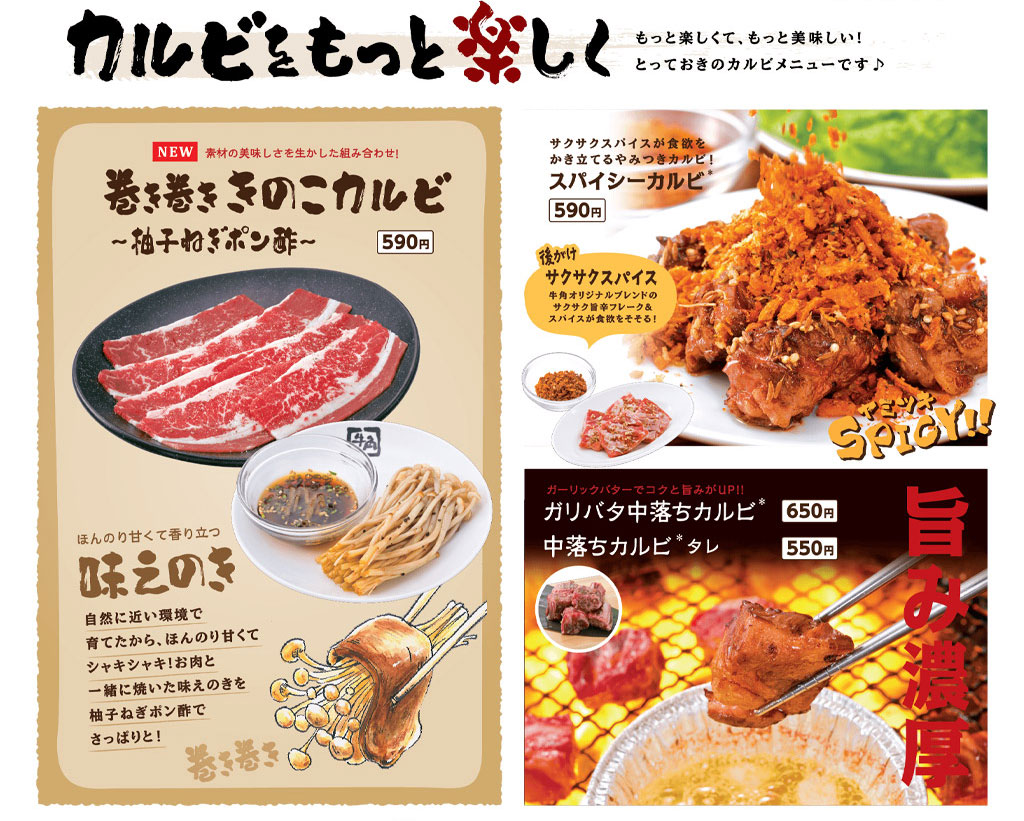 カルビをもっと楽しく
もっと楽しくて、もっと美味しい!
とっておきのカルビメニューです♪
NEW 素材の美味しさを生かした組み合わせ!
巻き巻ききのこカルビ
〜柚子ねぎポン酢〜 590円
牛角
ほんのり甘くて香り立つ
味えのき
自然に近い環境で
育てたから、ほんのり甘くて
シャキシャキ!お肉と
一緒に焼いた味えのきを
柚子ねぎポン酢で
さっぱりと!
巻き巻き
サクサクスパイスが食欲を
かき立てるやみつきカルビ!
スパイシーカルビ*
590円
後がけ
サクサクスパイス
牛角オリジナルブレンドの
サクサク旨辛フレーク&
スパイスが食欲をそそる!
ヤミツキ
SPICY!!
ガーリックバターでコクと旨みがUP!!
ガリバタ中落ちカルビ* 650円
中落ちカルビ*タレ 550円
旨み濃厚